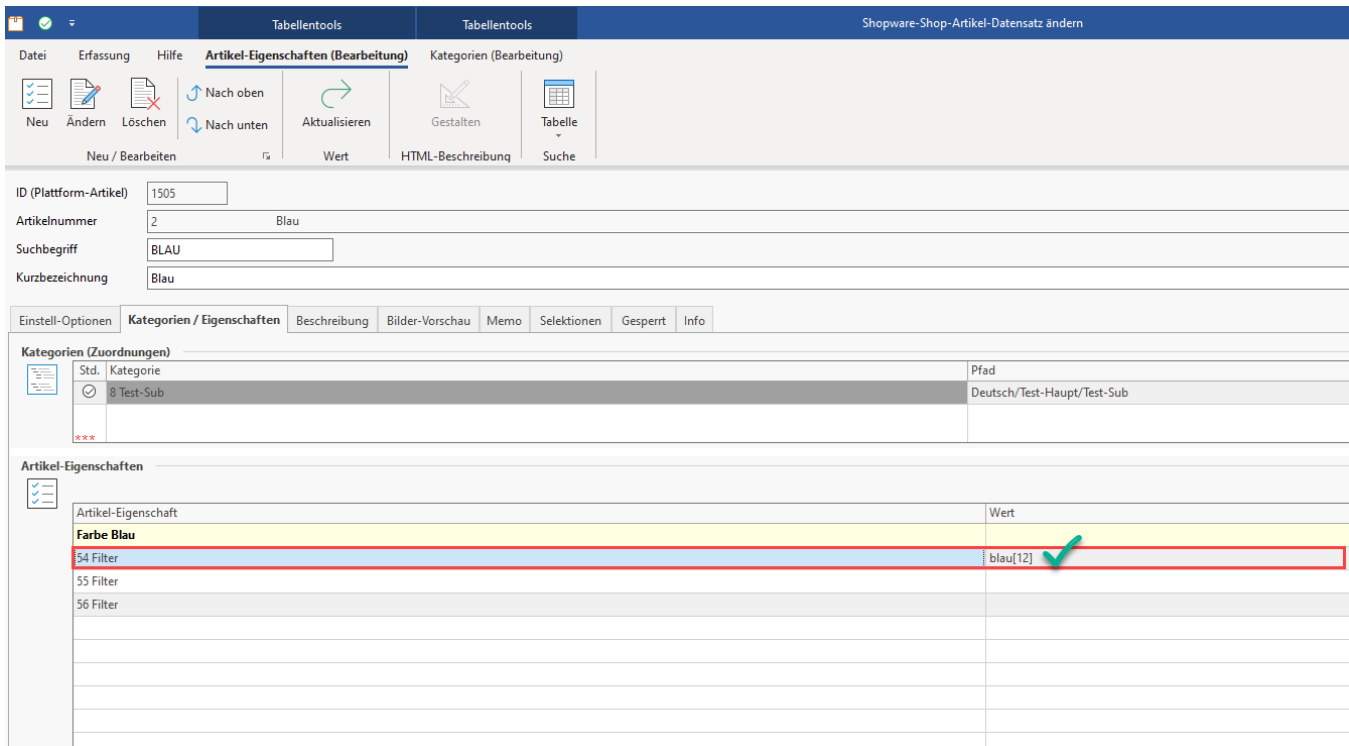 Tabellentools Tabellentools Shopware-Shop-Artikel-Datensatz ändern
Datei Erfassung Hilfe Artikel-Eigenschaften (Bearbeitung) Kategorien (Bearbeitung)
Neu Ändern Löschen Nach oben Nach unten Aktualisieren Gestalten Tabelle
Neu / Bearbeiten Wert HTML-Beschreibung Suche
ID (Plattform-Artikel) 1505
Artikelnummer 2 Blau
Suchbegriff BLAU
Kurzbezeichnung Blau
Einstell-Optionen Kategorien / Eigenschaften Beschreibung Bilder-Vorschau Memo Selektionen Gesperrt Info
Kategorien (Zuordnungen)
Std. Kategorie Pfad
8 Test-Sub Deutsch/Test-Haupt/Test-Sub
***
Artikel-Eigenschaften
Artikel-Eigenschaft Wert
Farbe Blau
54 Filter blau[12]
55 Filter
56 Filter